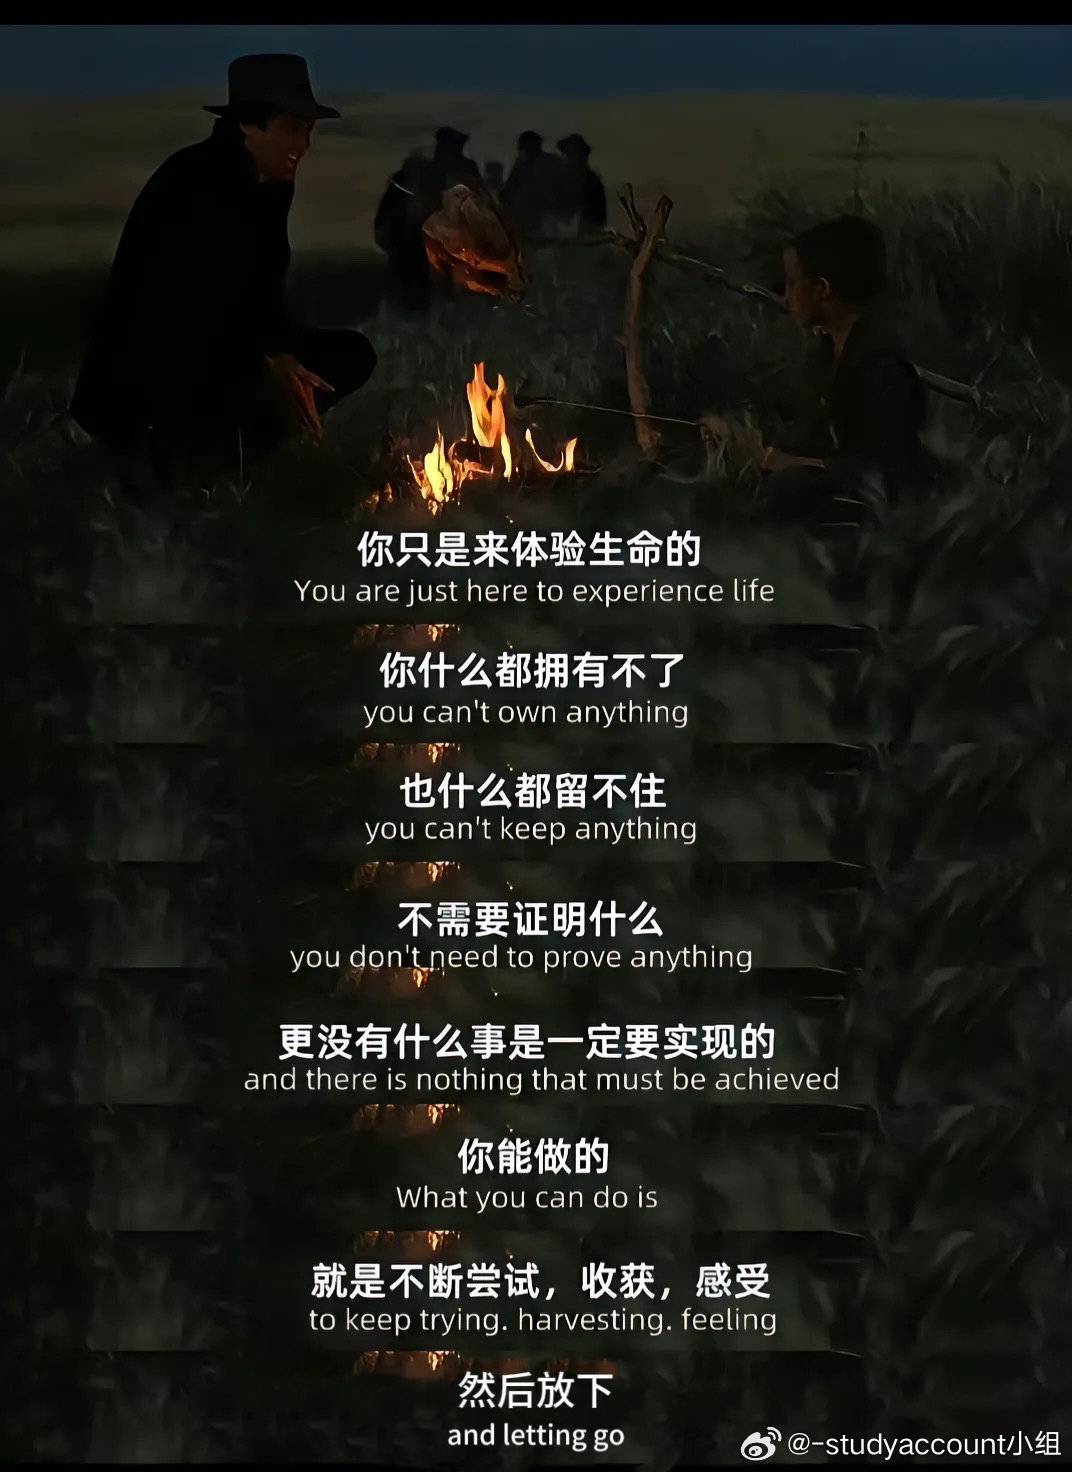 你只是来体验生命的
You are just here to experience life
你什么都拥有不了
you can't own anything
也什么都留不住
you can't keep anything
不需要证明什么
you don't need to prove anything
更没有什么事是一定要实现的
and there is nothing that must be achieved
你能做的
What you can do is
就是不断尝试，收获，感受
to keep trying. harvesting. feeling
然后放下
and letting go
@-studyaccount小组